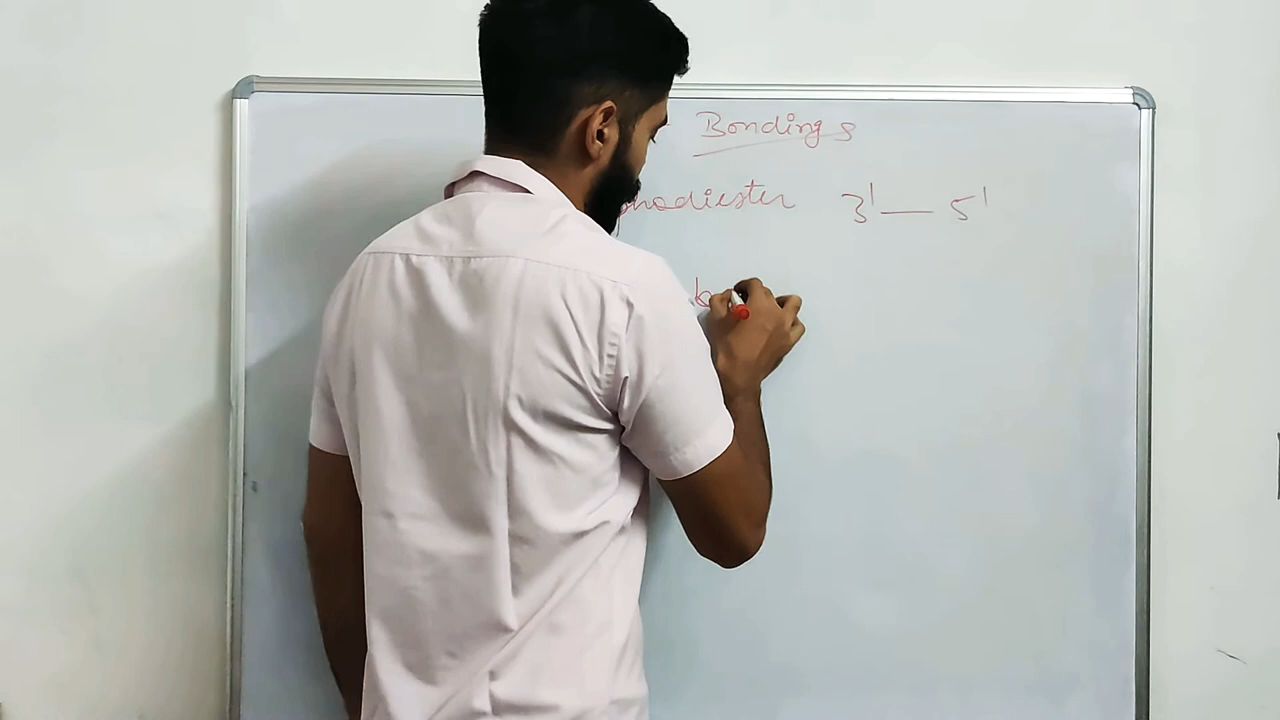 Bondings
phodiester 3' — 5'